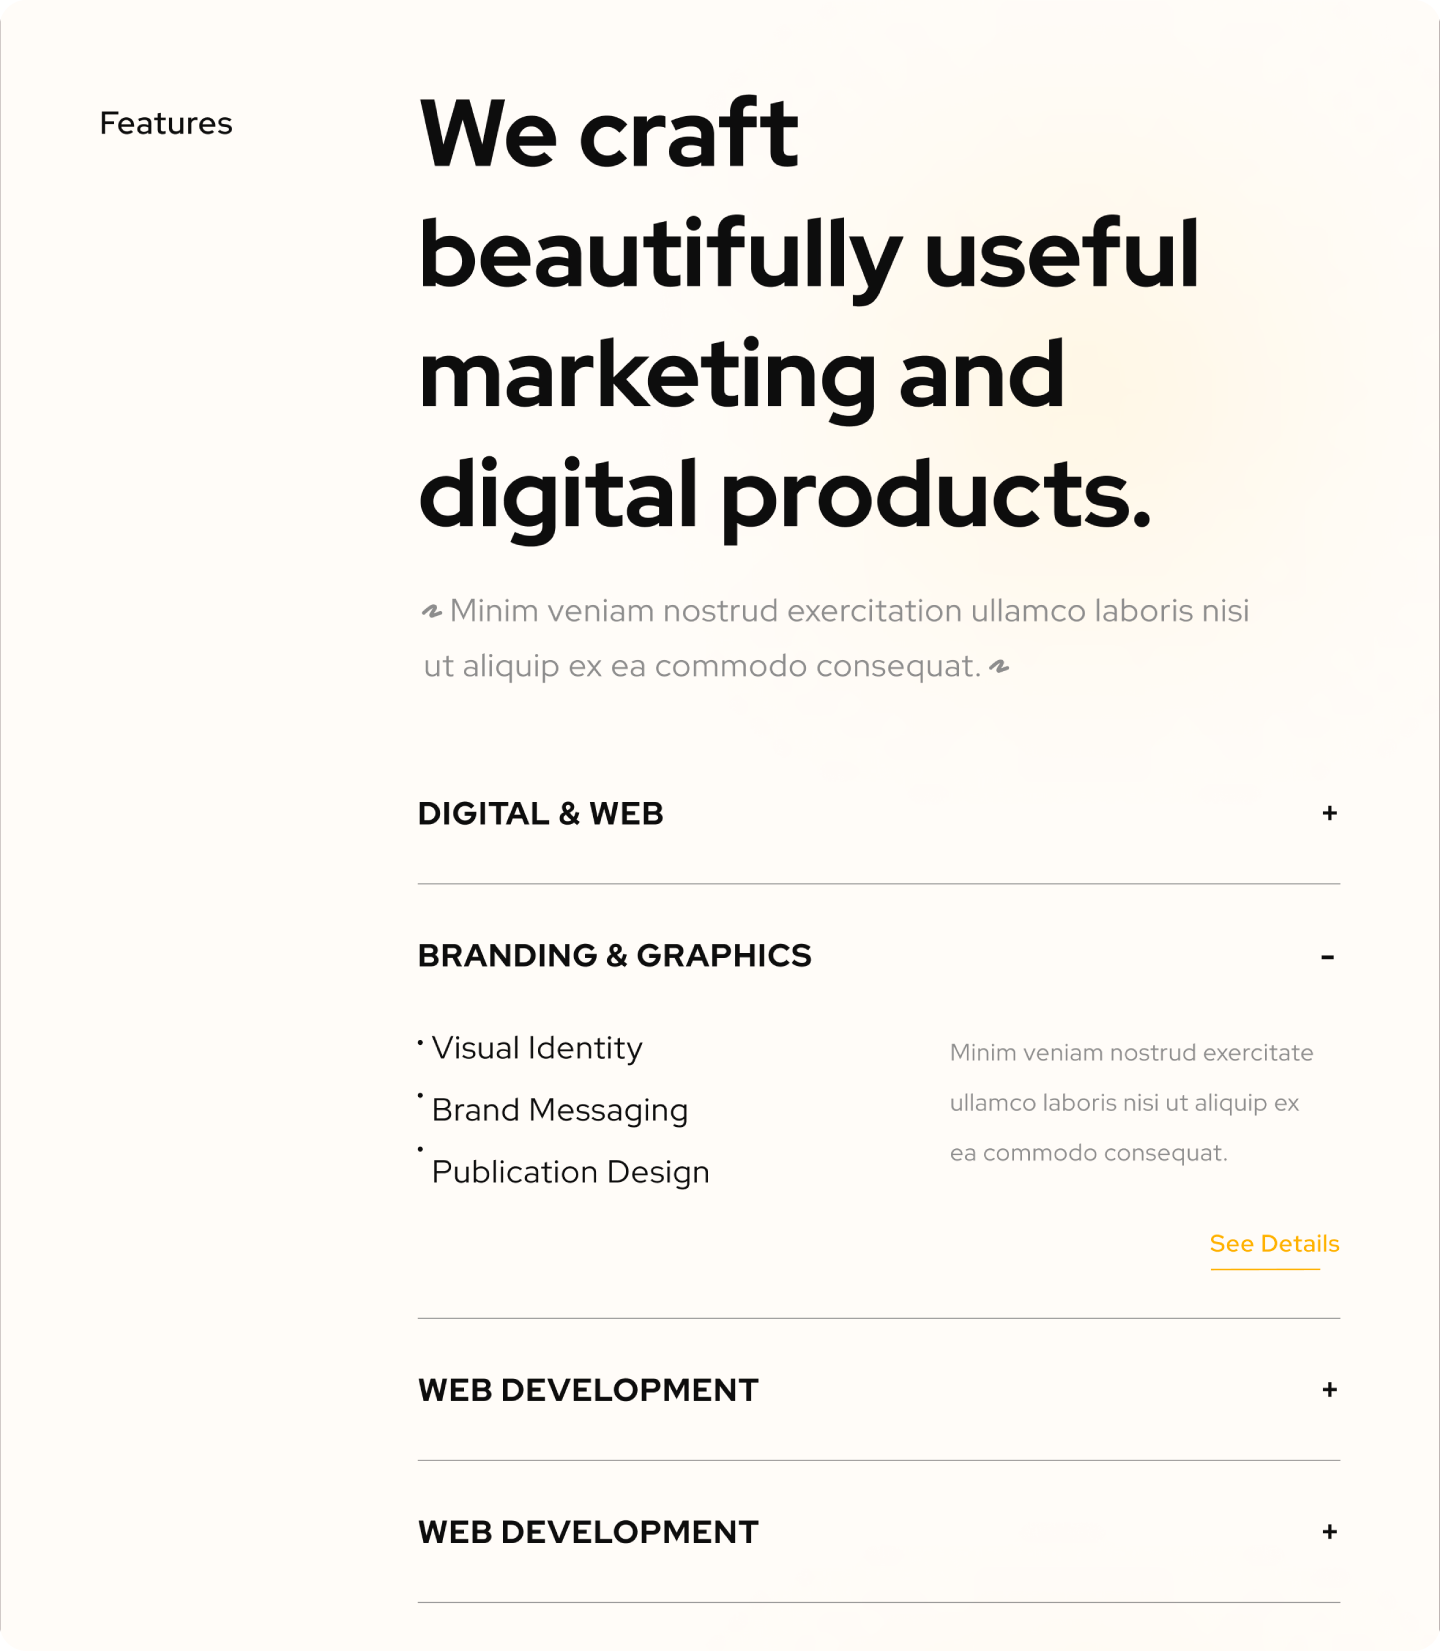 Features
We craft
beautifully useful
marketing and
digital products.
Minim veniam nostrud exercitation ullamco laboris nisi
ut aliquip ex ea commodo consequat.
DIGITAL & WEB +
BRANDING & GRAPHICS -
• Visual Identity
• Brand Messaging
• Publication Design
Minim veniam nostrud exercitate
ullamco laboris nisi ut aliquip ex
ea commodo consequat.
See Details
WEB DEVELOPMENT +
WEB DEVELOPMENT +